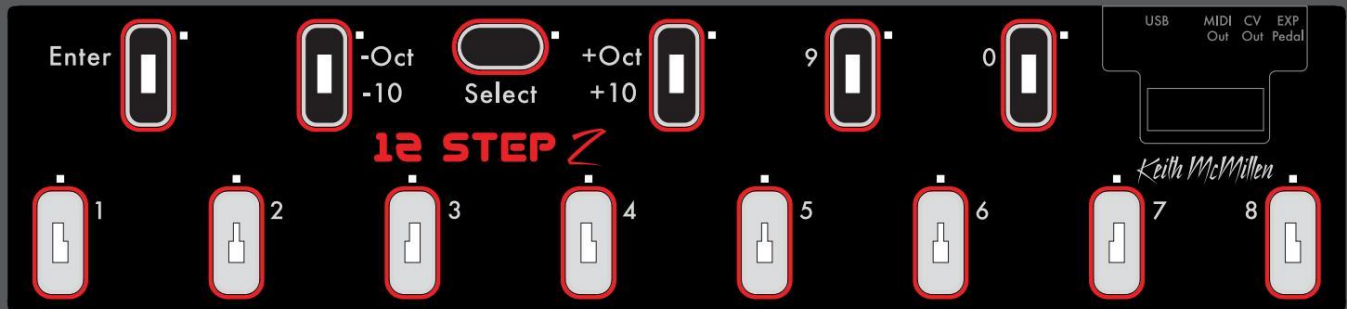 Enter
-Oct
-10
Select
+Oct
+10
9
0
USB
MIDI Out
CV Out
EXP Pedal
12 STEP 2
Keith McMillen
1
2
3
4
5
6
7
8